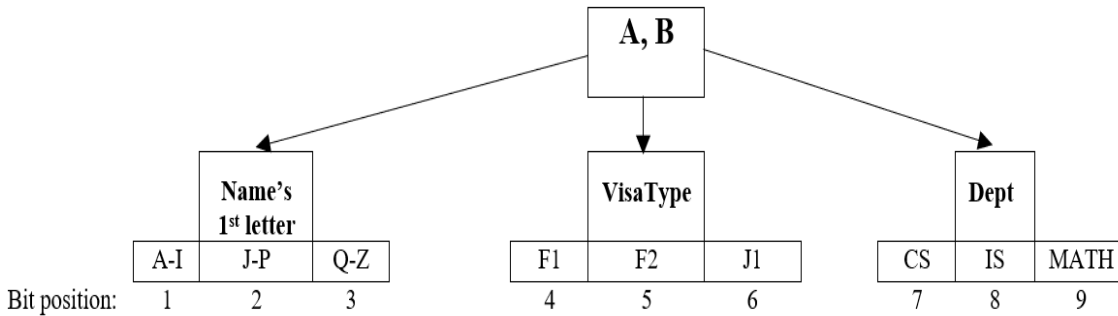 A, B
Name's
1st letter
VisaType
Dept
A-I J-P Q-Z F1 F2 J1 CS IS MATH
Bit position: 1 2 3 4 5 6 7 8 9